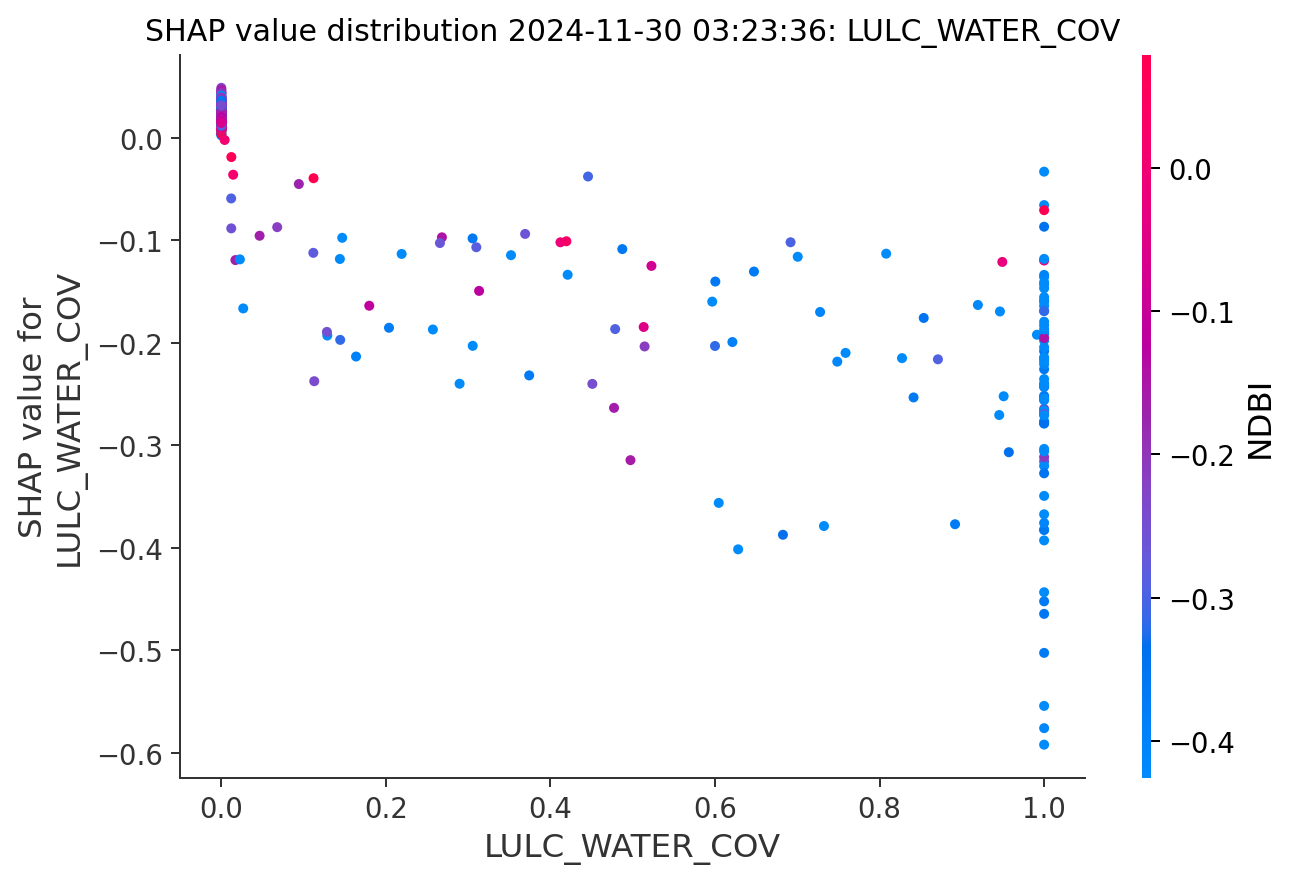 SHAP value distribution 2024-11-30 03:23:36: LULC_WATER_COV
SHAP value for
LULC_WATER_COV
0.0
−0.1
−0.2
−0.3
−0.4
−0.5
−0.6
0.0 0.2 0.4 0.6 0.8 1.0
LULC_WATER_COV
0.0
−0.1
−0.2
−0.3
−0.4
NDBI